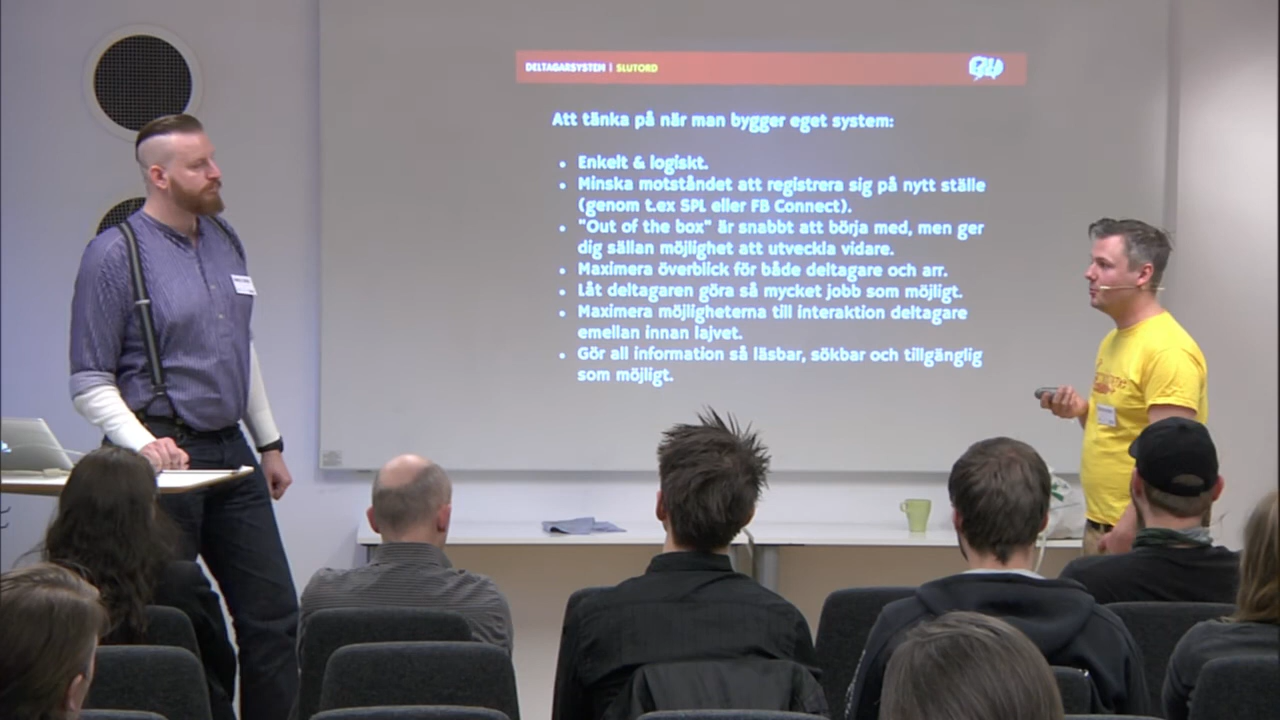 DELTAGARSYSTEM | SLUTORD
Att tänka på när man bygger eget system:
• Enkelt & logiskt.
• Minska motståndet att registrera sig på nytt ställe
(genom t.ex SPL eller FB Connect).
• "Out of the box" är snabbt att börja med, men ger
dig sällan möjlighet att utveckla vidare.
• Maximera överblick för både deltagare och arr.
• Låt deltagaren göra så mycket jobb som möjligt.
• Maximera möjligheterna till interaktion deltagare
emellan innan lajvet.
• Gör all information så läsbar, sökbar och tillgänglig
som möjligt.